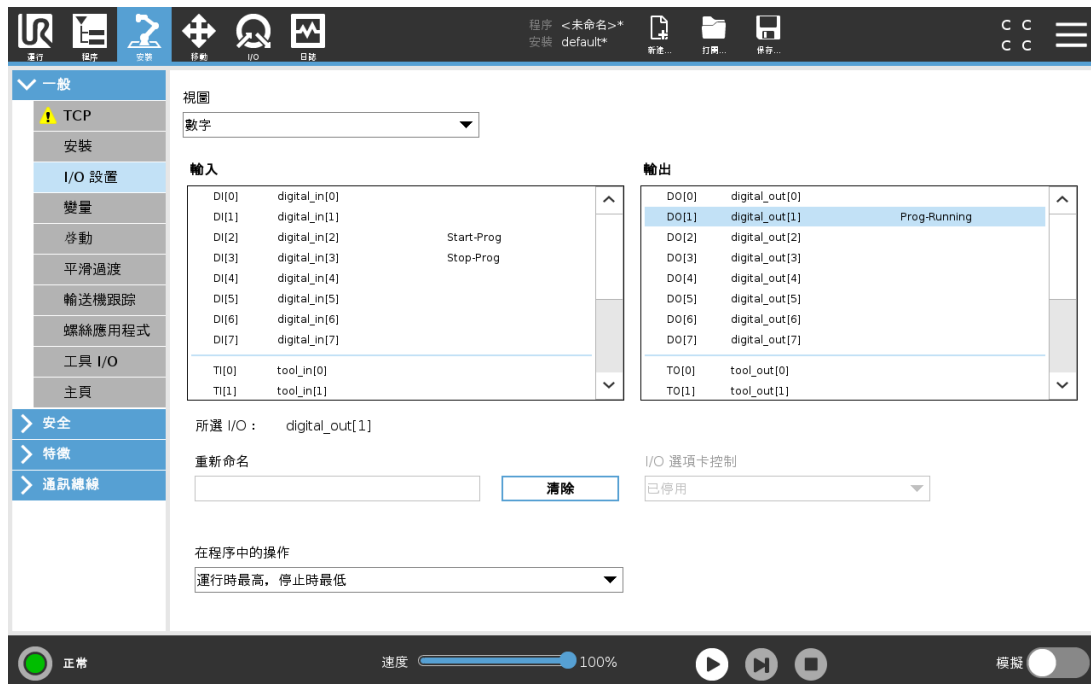 UR
運行
程序
安裝
移動
I/O
日誌
程序 <未命名>*
安裝 default*
新建...
打開...
保存...
C C
C C
一般
TCP
安裝
I/O 設置
變量
啓動
平滑過渡
輸送機跟踪
螺絲應用程式
工具 I/O
主頁
安全
特徵
通訊總線
視圖
數字
輸入
DI[0] digital_in[0]
DI[1] digital_in[1]
DI[2] digital_in[2] Start-Prog
DI[3] digital_in[3] Stop-Prog
DI[4] digital_in[4]
DI[5] digital_in[5]
DI[6] digital_in[6]
DI[7] digital_in[7]
TI[0] tool_in[0]
TI[1] tool_in[1]
輸出
DO[0] digital_out[0]
DO[1] digital_out[1] Prog-Running
DO[2] digital_out[2]
DO[3] digital_out[3]
DO[4] digital_out[4]
DO[5] digital_out[5]
DO[6] digital_out[6]
DO[7] digital_out[7]
TO[0] tool_out[0]
TO[1] tool_out[1]
所選 I/O : digital_out[1]
重新命名
清除
I/O 選項卡控制
已停用
在程序中的操作
運行時最高，停止時最低
正常
速度 100%
模擬